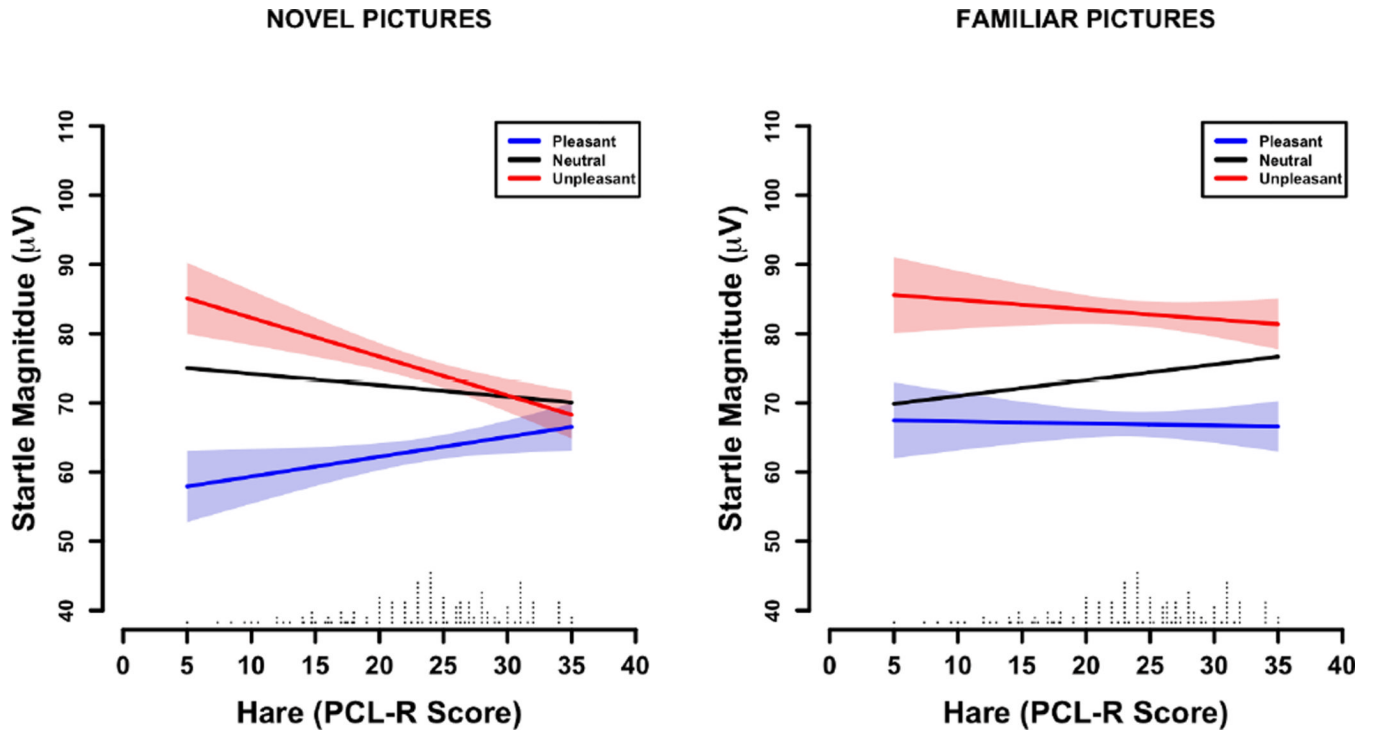 NOVEL PICTURES
Startle Magnitdue (μV)
110
100
90
80
70
60
50
40
Pleasant
Neutral
Unpleasant
0 5 10 15 20 25 30 35 40
Hare (PCL-R Score)
FAMILIAR PICTURES
Startle Magnitude (μV)
110
100
90
80
70
60
50
40
Pleasant
Neutral
Unpleasant
0 5 10 15 20 25 30 35 40
Hare (PCL-R Score)